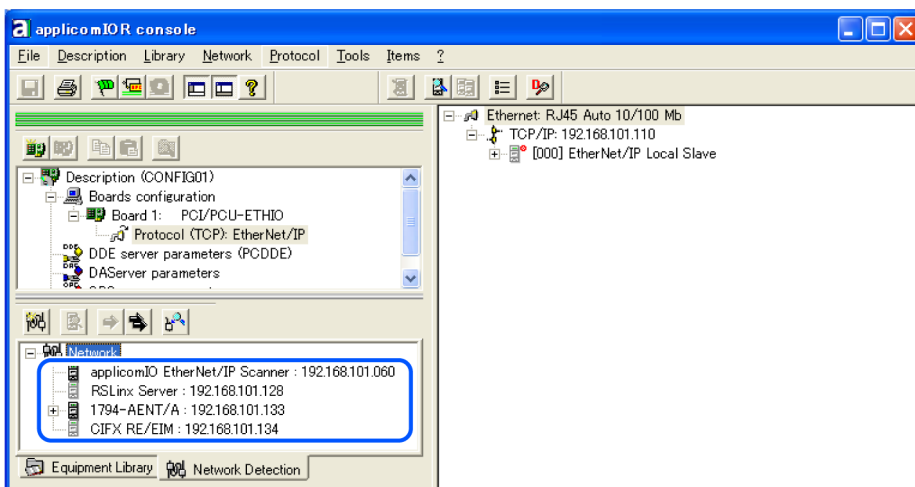 applicomIOR console
File Description Library Network Protocol Tools Items ?
Description (CONFIG01)
Boards configuration
Board 1: PCI/PCU-ETHIO
Protocol (TCP): EtherNet/IP
DDE server parameters (PCDDE)
DAServer parameters
Network
applicomIO EtherNet/IP Scanner : 192.168.101.060
RSLinx Server : 192.168.101.128
1794-AENT/A : 192.168.101.133
CIFX RE/EIM : 192.168.101.134
Equipment Library Network Detection
Ethernet: RJ45 Auto 10/100 Mb
TCP/IP: 192.168.101.110
[000] EtherNet/IP Local Slave